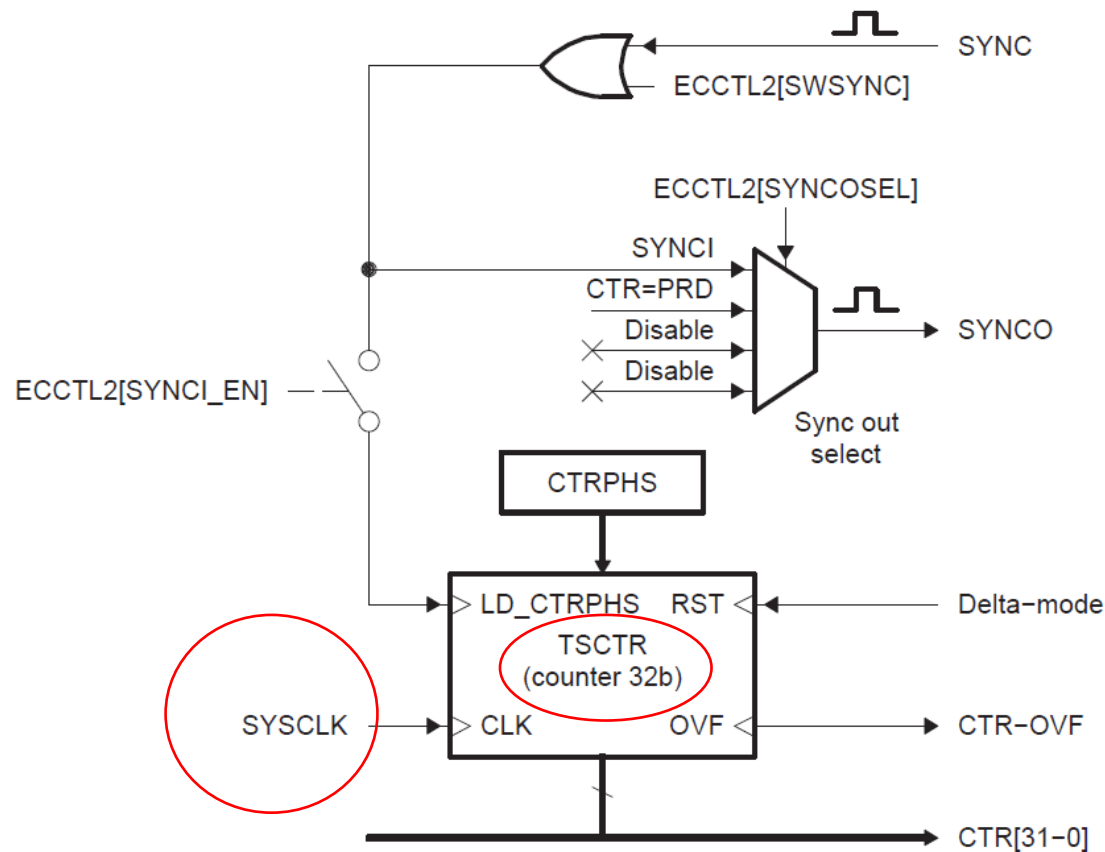 SYNC
ECCTL2[SWSYNC]
ECCTL2[SYNCOSEL]
SYNCI
CTR=PRD
Disable
SYNCO
Disable
ECCTL2[SYNCI_EN]
Sync out
select
CTRPHS
LD_CTRPHS RST
Delta−mode
TSCTR
(counter 32b)
SYSCLK
CLK OVF
CTR−OVF
CTR[31−0]